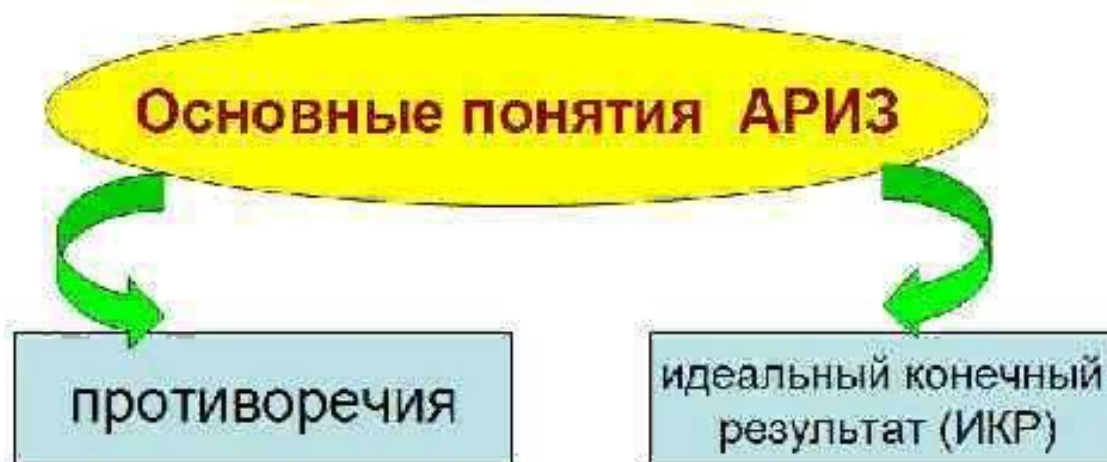 Основные понятия АРИЗ
противоречия
идеальный конечный
результат (ИКР)